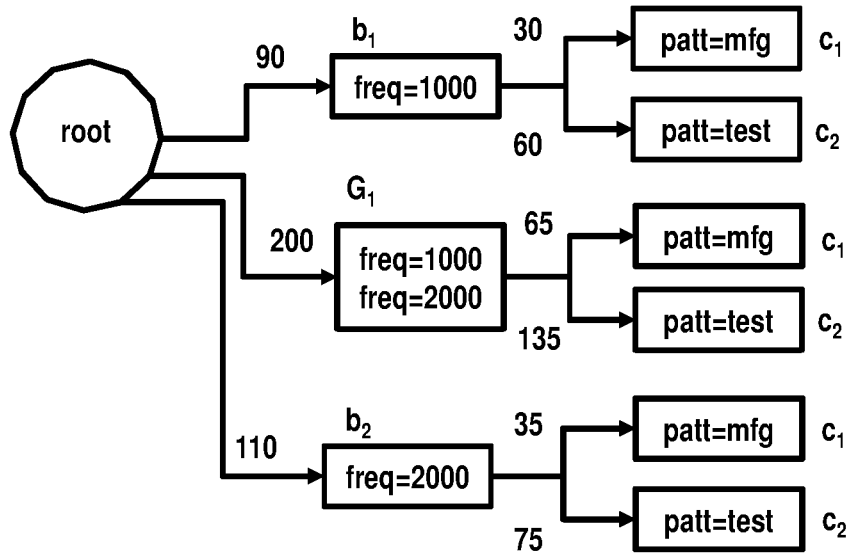 root
90
b1
freq=1000
30
patt=mfg c1
60
patt=test c2
200
G1
freq=1000
freq=2000
65
patt=mfg c1
135
patt=test c2
110
b2
freq=2000
35
patt=mfg c1
75
patt=test c2